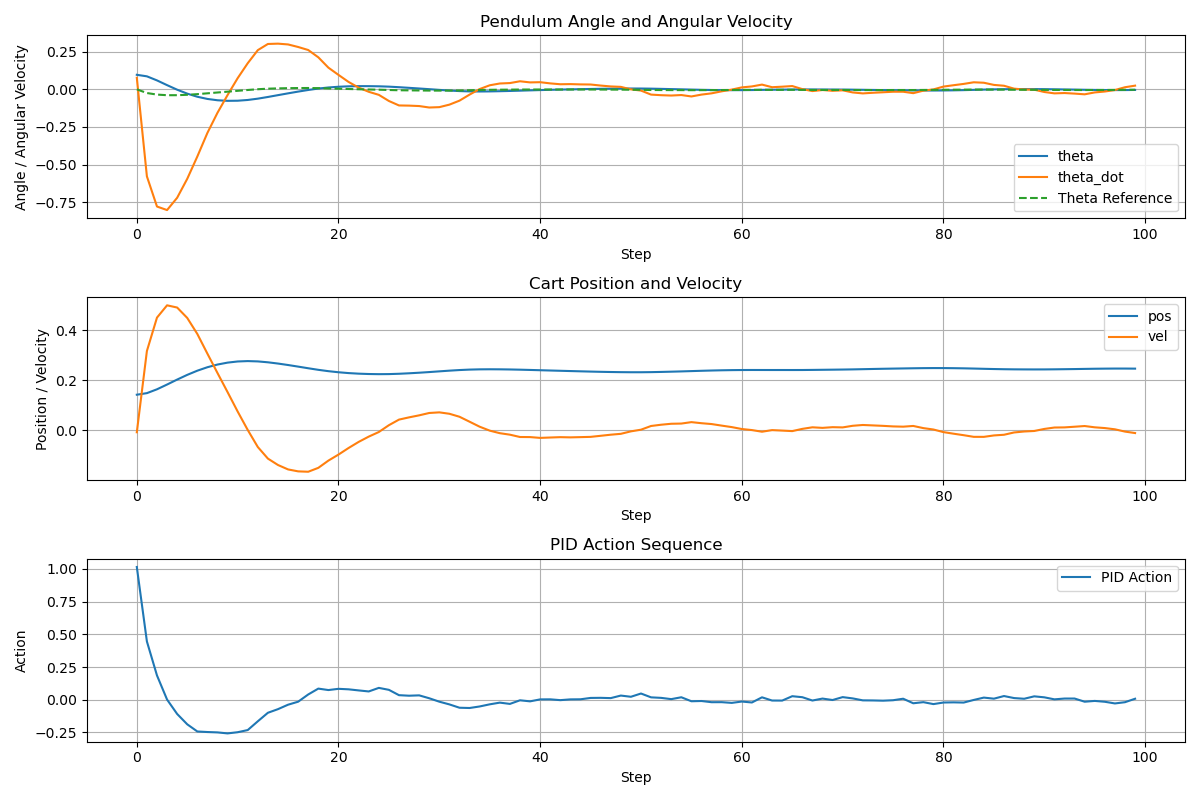 Pendulum Angle and Angular Velocity
Angle / Angular Velocity
0.25
0.00
−0.25
−0.50
−0.75
theta
theta_dot
Theta Reference
0
20
40
60
80
100
Step
Cart Position and Velocity
Position / Velocity
0.4
0.2
0.0
pos
vel
0
20
40
60
80
100
Step
PID Action Sequence
Action
1.00
0.75
0.50
0.25
0.00
−0.25
PID Action
0
20
40
60
80
100
Step